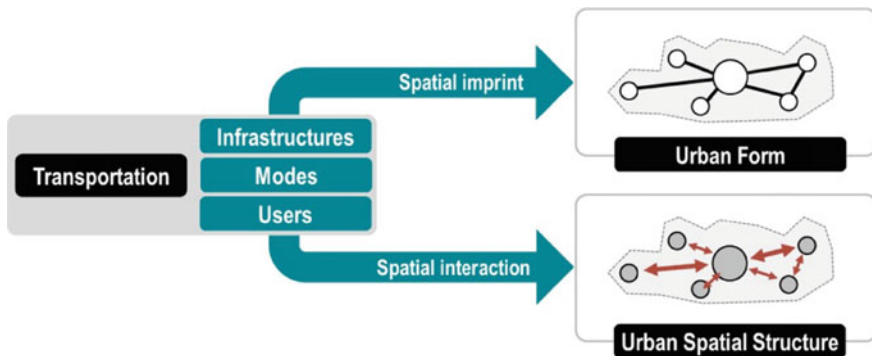 Spatial imprint
Infrastructures
Transportation
Modes
Users
Spatial interaction
Urban Form
Urban Spatial Structure